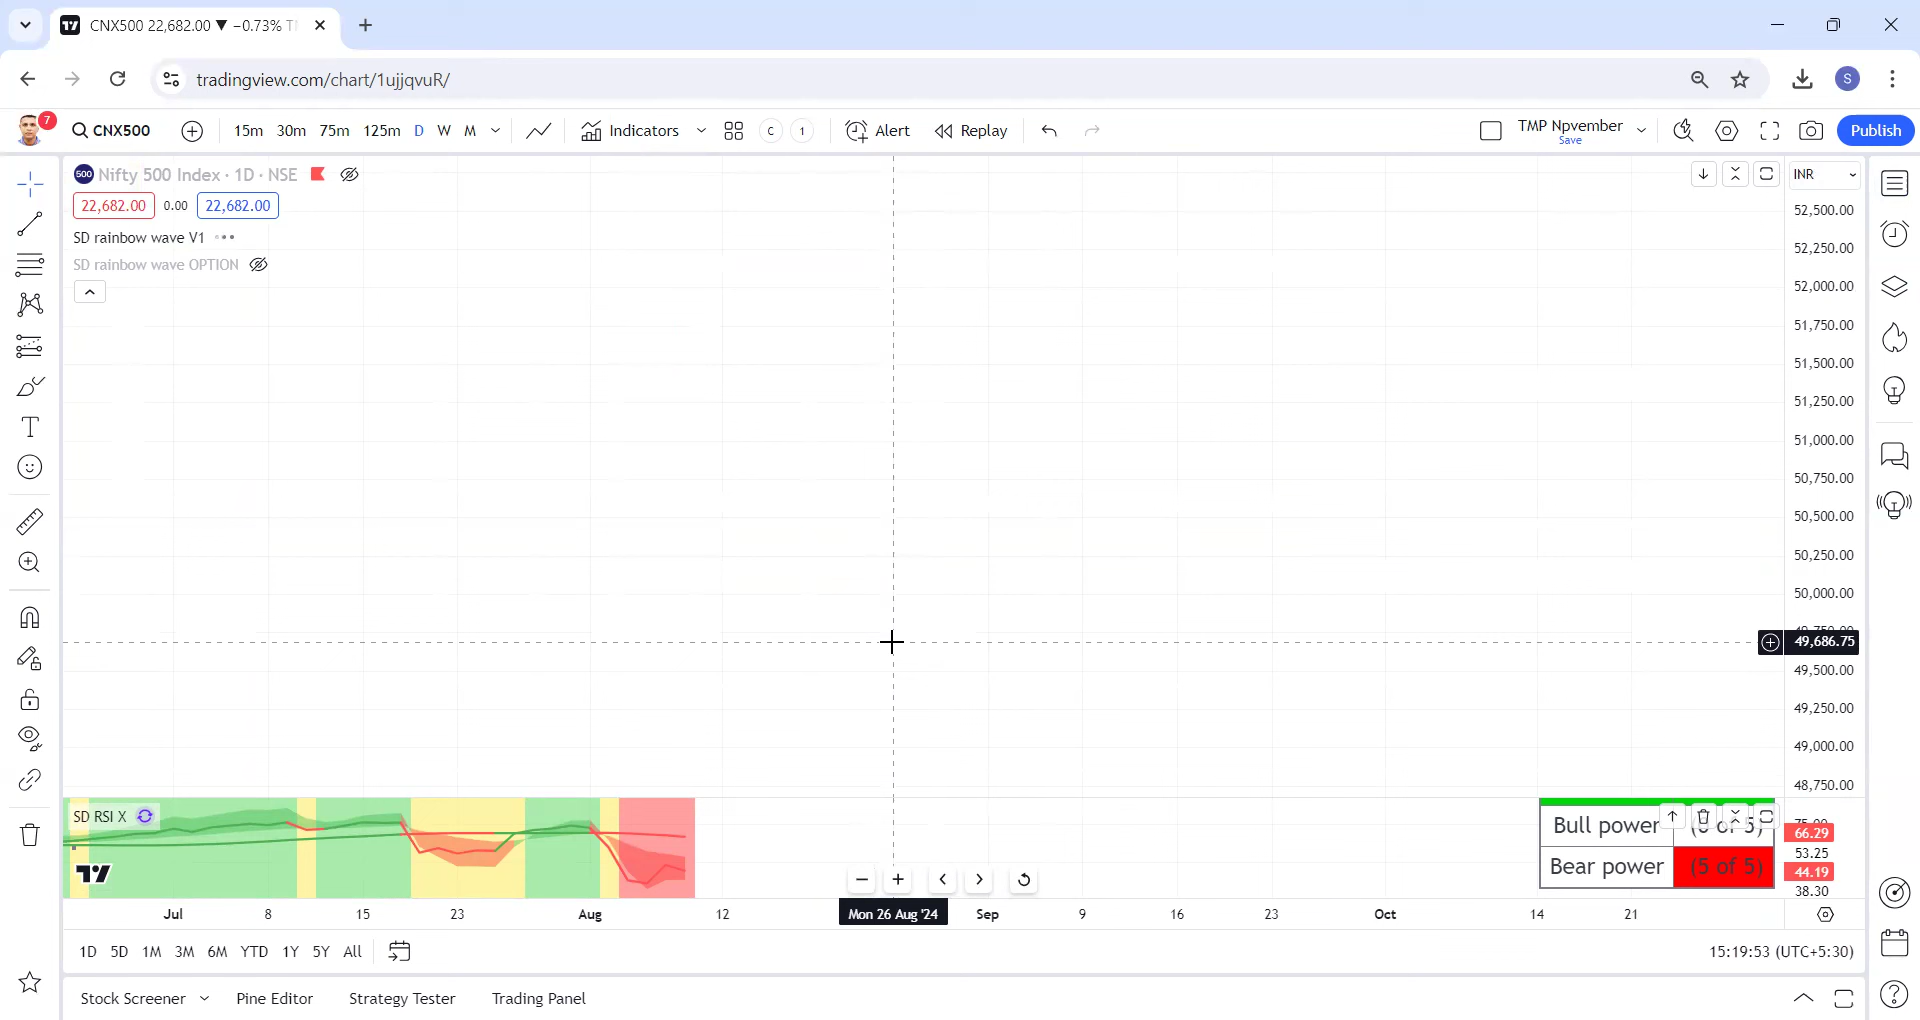 CNX500 22,682.00 ▼ −0.73%
tradingview.com/chart/1ujjqvuR/
S
7
CNX500
15m 30m 75m 125m D W M
Indicators
C
1
Alert
Replay
TMP Npvember
Save
Publish
500
Nifty 500 Index · 1D · NSE
22,682.00 0.00 22,682.00
SD rainbow wave V1
SD rainbow wave OPTION
INR
52,500.00
52,250.00
52,000.00
51,750.00
51,500.00
51,250.00
51,000.00
50,750.00
50,500.00
50,250.00
50,000.00
49,686.75
49,500.00
49,250.00
49,000.00
48,750.00
SD RSI X
Bull power
Bear power (5 of 5)
66.29
53.25
44.19
38.30
Jul 8 15 23 Aug 12 Mon 26 Aug '24 Sep 9 16 23 Oct 14 21
1D 5D 1M 3M 6M YTD 1Y 5Y All
15:19:53 (UTC+5:30)
Stock Screener Pine Editor Strategy Tester Trading Panel